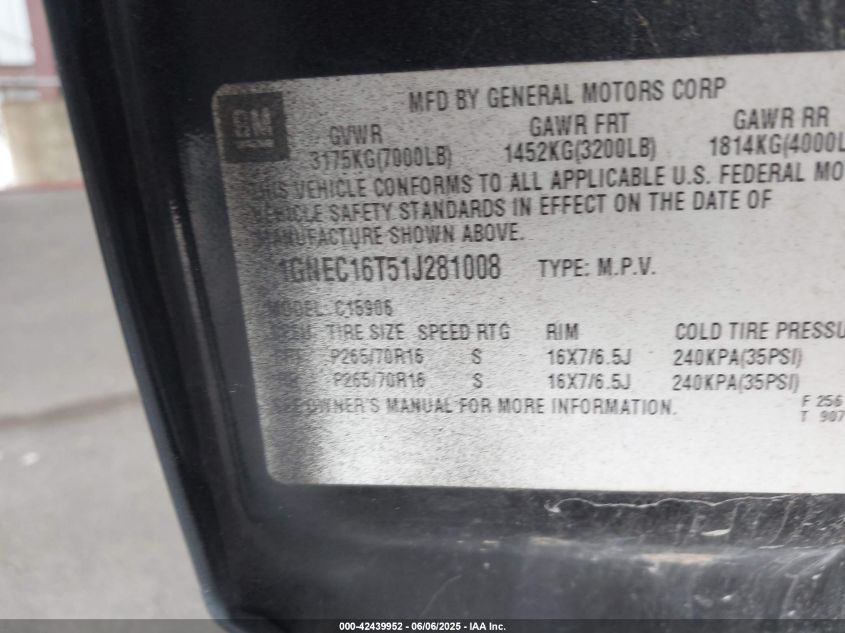 GM
MFD BY GENERAL MOTORS CORP
GVWR GAWR FRT GAWR RR
3175KG(7000LB) 1452KG(3200LB) 1814KG(4000L
THIS VEHICLE CONFORMS TO ALL APPLICABLE U.S. FEDERAL MO
VEHICLE SAFETY STANDARDS IN EFFECT ON THE DATE OF
MANUFACTURE SHOWN ABOVE.
1GNEC16T51J281008 TYPE: M.P.V.
MODEL: C15906
TIRE SIZE SPEED RTG RIM COLD TIRE PRESSU
P265/70R16 S 16X7/6.5J 240KPA(35PSI)
P265/70R16 S 16X7/6.5J 240KPA(35PSI)
SEE OWNER'S MANUAL FOR MORE INFORMATION.
F 256
T 907
000-42439952 - 06/06/2025 - IAA Inc.